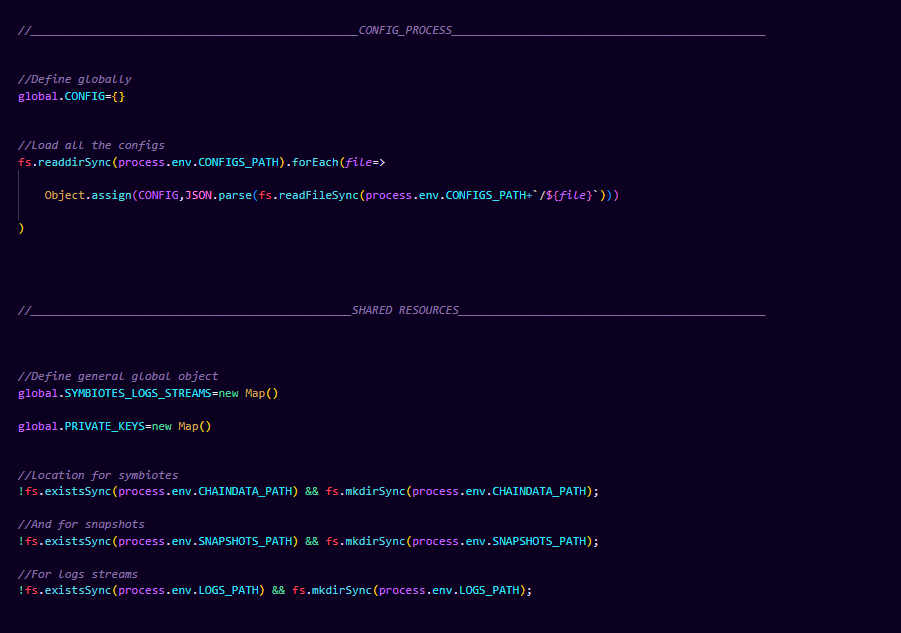 //_________________________________________________CONFIG_PROCESS_______________________________________________
//Define globally
global.CONFIG={}
//Load all the configs
fs.readdirSync(process.env.CONFIGS_PATH).forEach(file=>
Object.assign(CONFIG,JSON.parse(fs.readFileSync(process.env.CONFIGS_PATH+`/${file}`)))
)
//________________________________________________SHARED RESOURCES______________________________________________
//Define general global object
global.SYMBIOTES_LOGS_STREAMS=new Map()
global.PRIVATE_KEYS=new Map()
//Location for symbiotes
!fs.existsSync(process.env.CHAINDATA_PATH) && fs.mkdirSync(process.env.CHAINDATA_PATH);
//And for snapshots
!fs.existsSync(process.env.SNAPSHOTS_PATH) && fs.mkdirSync(process.env.SNAPSHOTS_PATH);
//For logs streams
!fs.existsSync(process.env.LOGS_PATH) && fs.mkdirSync(process.env.LOGS_PATH);